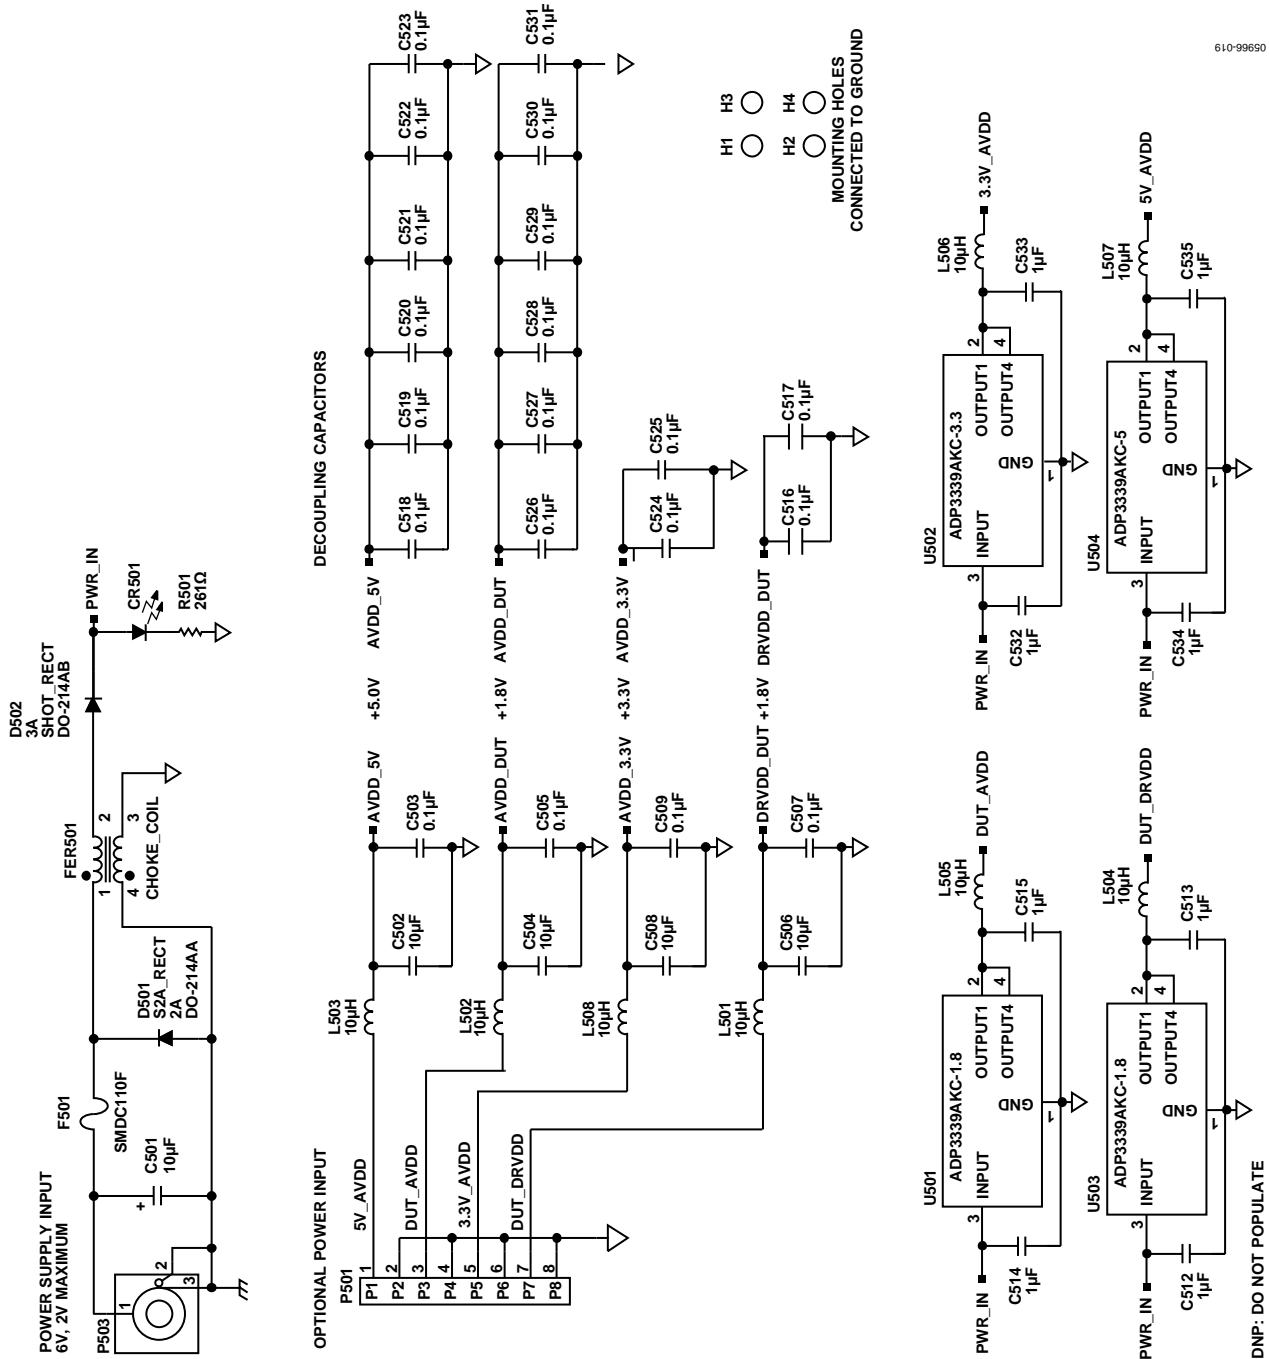 POWER SUPPLY INPUT
6V, 2V MAXIMUM
P503
1
2
3
C501
10µF
+
F501
SMDC110F
D501
S2A_RECT
2A
DO-214AA
FER501
1
2
4
3
CHOKE_COIL
D502
3A
SHOT_RECT
DO-214AB
PWR_IN
CR501
R501
261Ω
OPTIONAL POWER INPUT
P501
P1
1
P2
2
P3
3
P4
4
P5
5
P6
6
P7
7
P8
8
5V_AVDD
DUT_AVDD
3.3V_AVDD
DUT_DRVDD
L503
10µH
C502
10µF
C503
0.1µF
AVDD_5V
+5.0V
L502
10µH
C504
10µF
C505
0.1µF
AVDD_DUT
+1.8V
L508
10µH
C508
10µF
C509
0.1µF
AVDD_3.3V
+3.3V
L501
10µH
C506
10µF
C507
0.1µF
DRVDD_DUT
+1.8V
DECOUPLING CAPACITORS
AVDD_5V
C518
0.1µF
C519
0.1µF
C520
0.1µF
C521
0.1µF
C522
0.1µF
C523
0.1µF
AVDD_DUT
C526
0.1µF
C527
0.1µF
C528
0.1µF
C529
0.1µF
C530
0.1µF
C531
0.1µF
AVDD_3.3V
C524
0.1µF
C525
0.1µF
DRVDD_DUT
C516
0.1µF
C517
0.1µF
H1
H3
H2
H4
MOUNTING HOLES
CONNECTED TO GROUND
U501
ADP3339AKC-1.8
PWR_IN
3
INPUT
OUTPUT1
2
OUTPUT4
4
GND
1
C514
1µF
C515
1µF
L505
10µH
DUT_AVDD
U502
ADP3339AKC-3.3
PWR_IN
3
INPUT
OUTPUT1
2
OUTPUT4
4
GND
1
C532
1µF
C533
1µF
L506
10µH
3.3V_AVDD
U503
ADP3339AKC-1.8
PWR_IN
3
INPUT
OUTPUT1
2
OUTPUT4
4
GND
1
C512
1µF
C513
1µF
L504
10µH
DUT_DRVDD
U504
ADP3339AKC-5
PWR_IN
3
INPUT
OUTPUT1
2
OUTPUT4
4
GND
1
C534
1µF
C535
1µF
L507
10µH
5V_AVDD
DNP: DO NOT POPULATE
05966-019